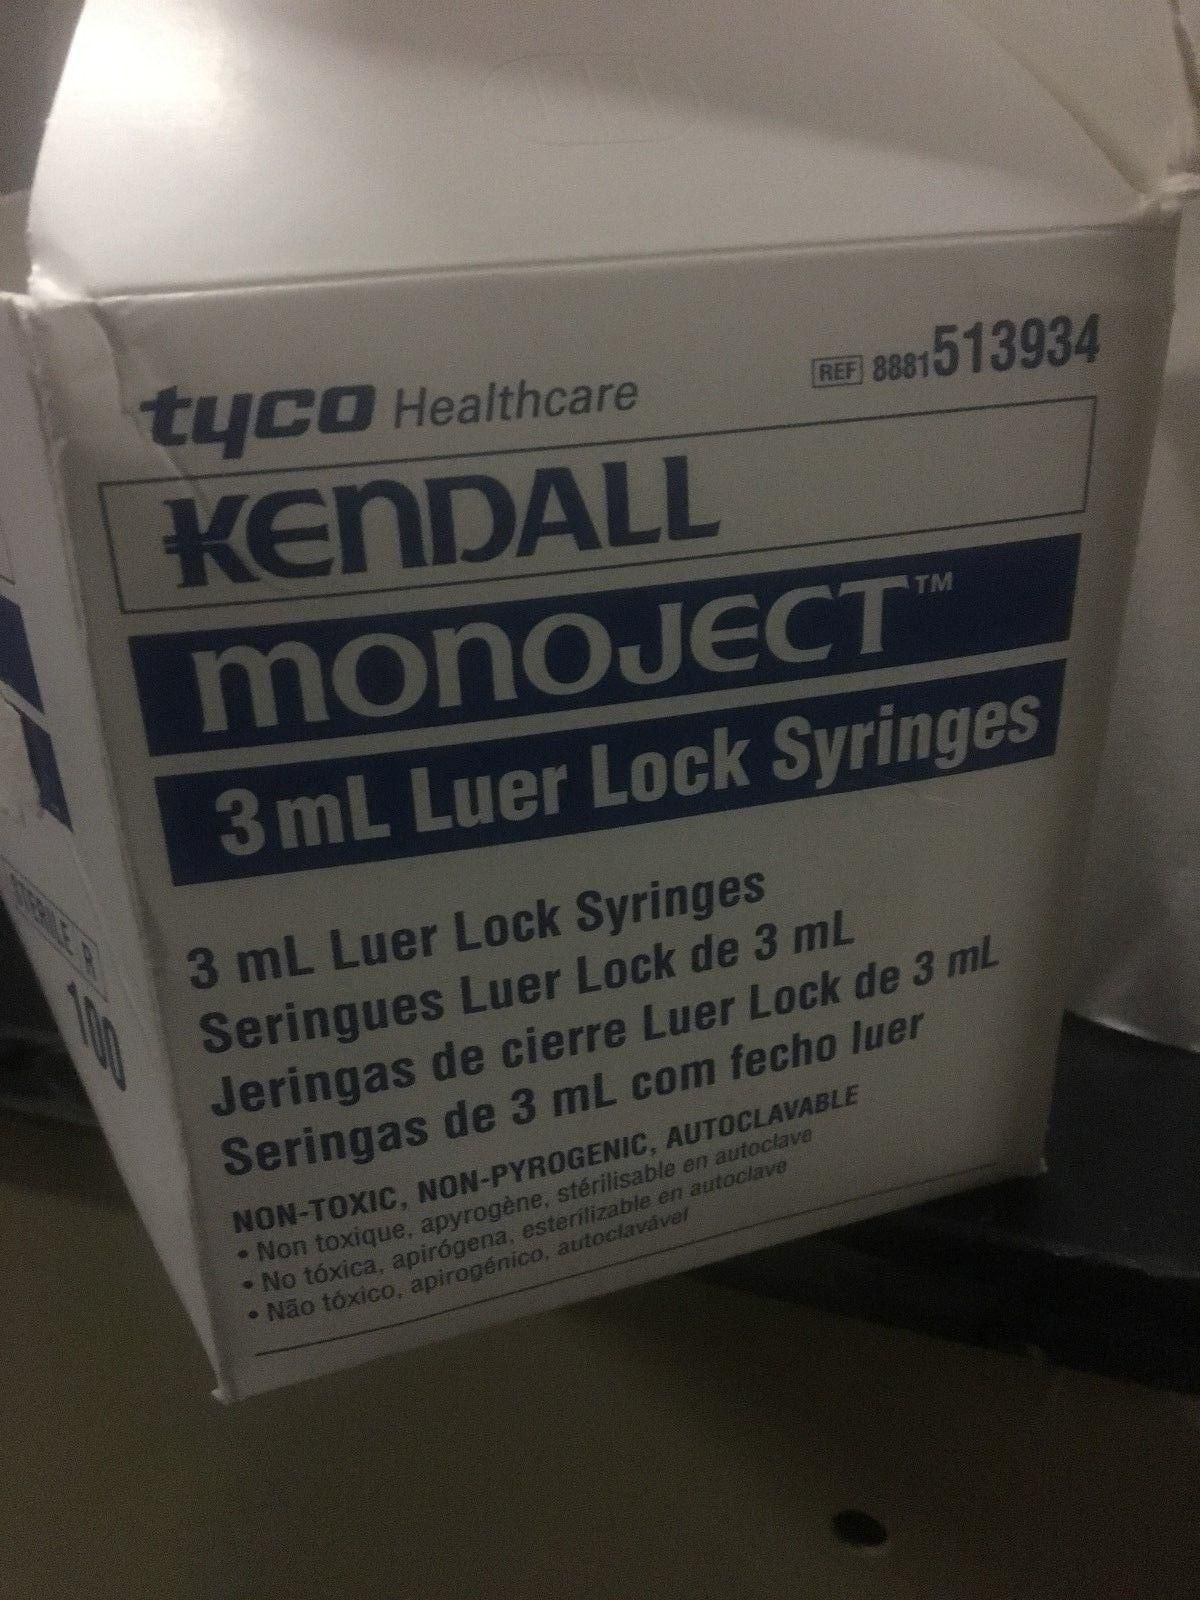 tyco Healthcare
REF 8881513934
KENDALL
MONOJECT™
3 mL Luer Lock Syringes
3 mL Luer Lock Syringes
Seringues Luer Lock de 3 mL
Jeringas de cierre Luer Lock de 3 mL
Seringas de 3 mL com fecho luer
NON-TOXIC, NON-PYROGENIC, AUTOCLAVABLE
• Non toxique, apyrogène, stérilisable en autoclave
• No tóxica, apirógena, esterilizable en autoclave
• Não tóxico, apirogénico, autoclavável
STERILE R
100